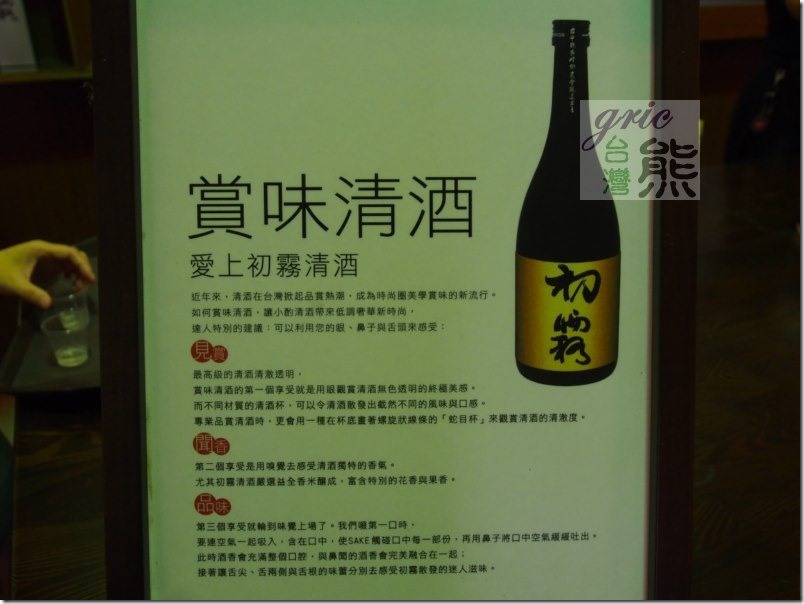 賞味清酒
愛上初霧清酒
近年來，清酒在台灣掀起品賞熱潮，成為時尚圈美學賞味的新流行。
如何賞味清酒，讓小酌清酒帶來低調奢華新時尚，
達人特別的建議：可以利用您的眼、鼻子與舌頭來感受：
見賞
最高級的清酒清澈透明，
賞味清酒的第一個享受就是用眼觀賞清酒無色透明的終極美感。
而不同材質的清酒杯，可以令清酒散發出截然不同的風味與口感。
專業品賞清酒時，更會用一種在杯底畫著螺旋狀線條的「蛇目杯」來觀賞清酒的清澈度。
聞香
第二個享受是用嗅覺去感受清酒獨特的香氣。
尤其初霧清酒嚴選益全香米釀成，富含特別的花香與果香。
品味
第三個享受就輪到味覺上場了。我們啜第一口時，
要連空氣一起吸入，含在口中，使SAKE觸碰口中每一部份，再用鼻子將口中空氣緩緩吐出。
此時酒香會充滿整個口腔，與鼻聞的酒香會完美融合在一起；
接著讓舌尖、舌兩側與舌根的味蕾分別去感受初霧散發的迷人滋味。
初霧
gric
台灣熊